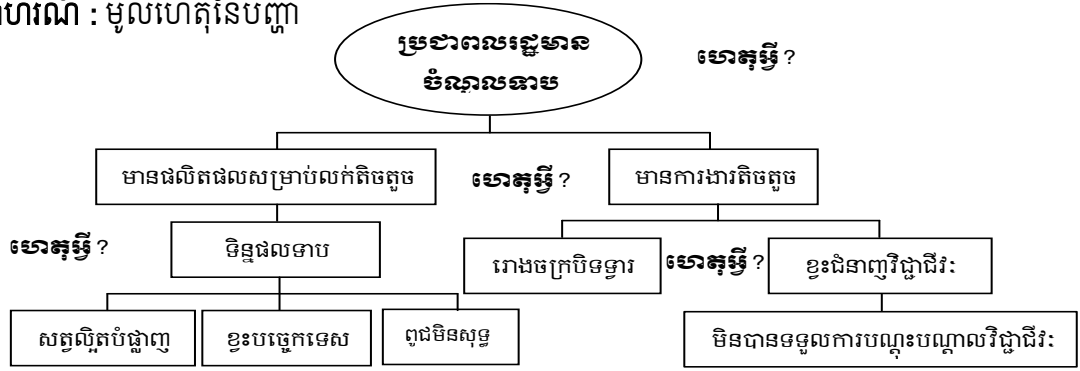 ហរណ៍ : មូលហេតុនៃបញ្ហា
ប្រជាពលរដ្ឋមាន
ចំណូលទាប
ហេតុអ្វី ?
មានផលិតផលសម្រាប់លក់តិចតួច
ហេតុអ្វី ?
មានការងារតិចតួច
ហេតុអ្វី ?
ទិន្នផលទាប
រោងចក្របិទទ្វារ
ហេតុអ្វី ?
ខ្វះជំនាញវិជ្ជាជីវៈ
សត្វល្អិតបំផ្លាញ
ខ្វះបច្ចេកទេស
ពូជមិនសុទ្ធ
មិនបានទទួលការបណ្តុះបណ្តាលវិជ្ជាជីវៈ